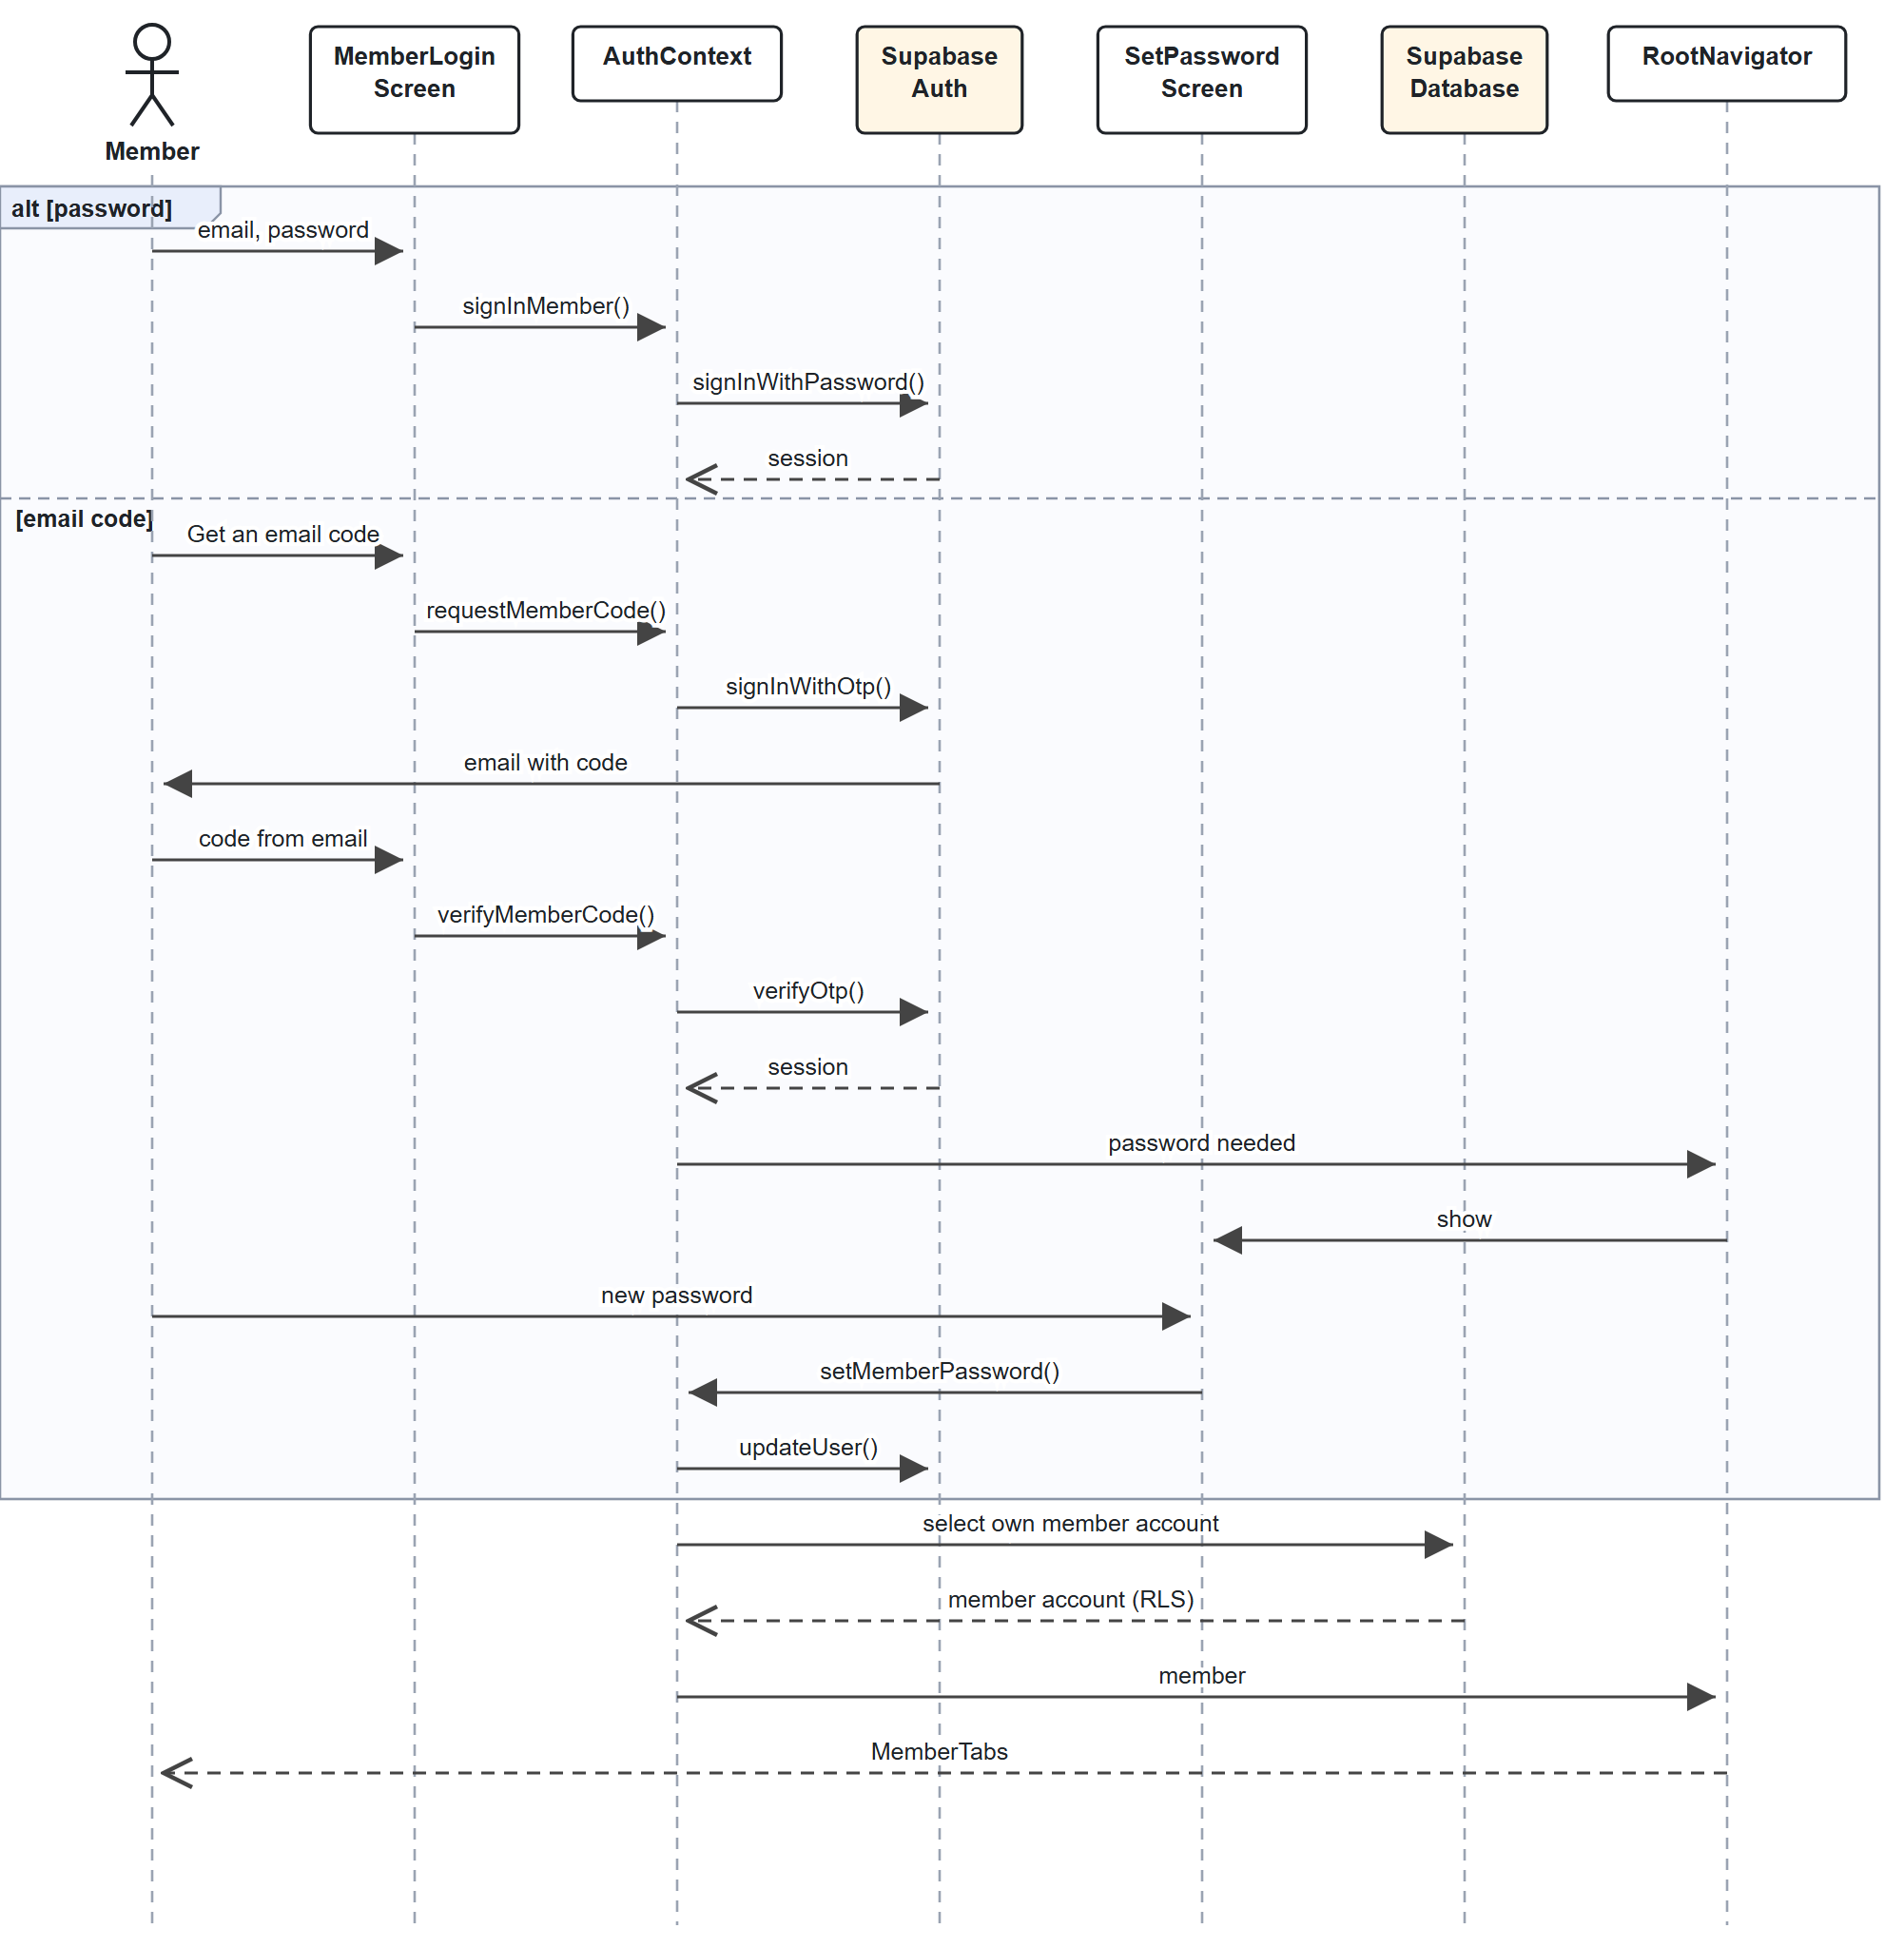 Member
MemberLogin
Screen
AuthContext
Supabase
Auth
SetPassword
Screen
Supabase
Database
RootNavigator
alt [password]
email, password
signInMember()
signInWithPassword()
session
[email code]
Get an email code
requestMemberCode()
signInWithOtp()
email with code
code from email
verifyMemberCode()
verifyOtp()
session
password needed
show
new password
setMemberPassword()
updateUser()
select own member account
member account (RLS)
member
MemberTabs